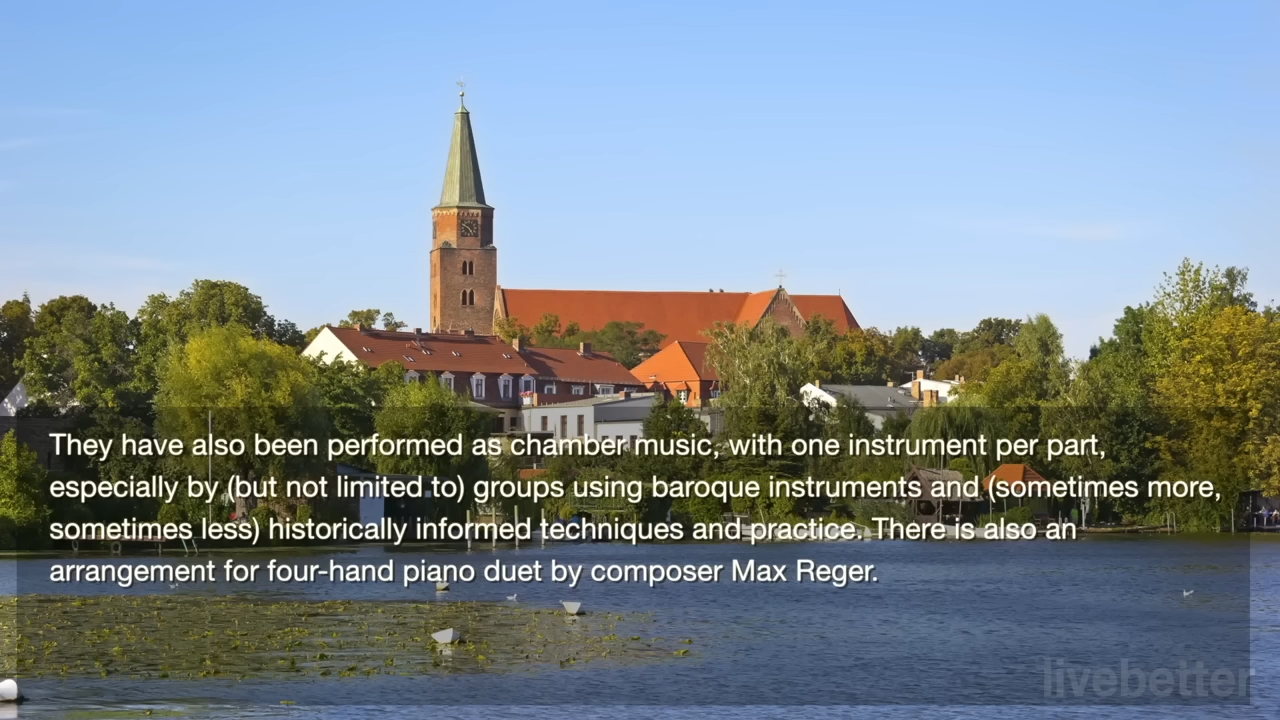 They have also been performed as chamber music, with one instrument per part,
especially by (but not limited to) groups using baroque instruments and (sometimes more,
sometimes less) historically informed techniques and practice. There is also an
arrangement for four-hand piano duet by composer Max Reger.
livebetter